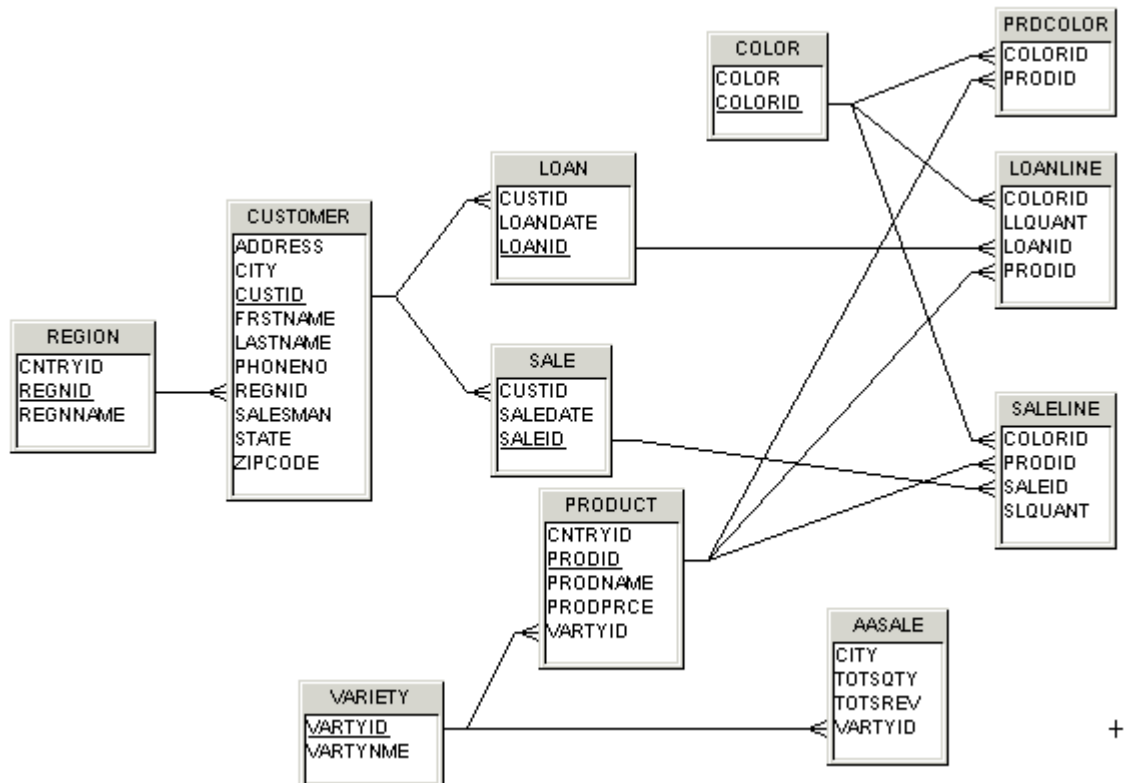 REGION
CNTRYID
REGNID
REGNNAME
CUSTOMER
ADDRESS
CITY
CUSTID
FRSTNAME
LASTNAME
PHONENO
REGNID
SALESMAN
STATE
ZIPCODE
LOAN
CUSTID
LOANDATE
LOANID
SALE
CUSTID
SALEDATE
SALEID
COLOR
COLOR
COLORID
PRDCOLOR
COLORID
PRODID
LOANLINE
COLORID
LLQUANT
LOANID
PRODID
SALELINE
COLORID
PRODID
SALEID
SLQUANT
PRODUCT
CNTRYID
PRODID
PRODNAME
PRODPRCE
VARTYID
VARIETY
VARTYID
VARTYNME
AASALE
CITY
TOTSQTY
TOTSREV
VARTYID
+